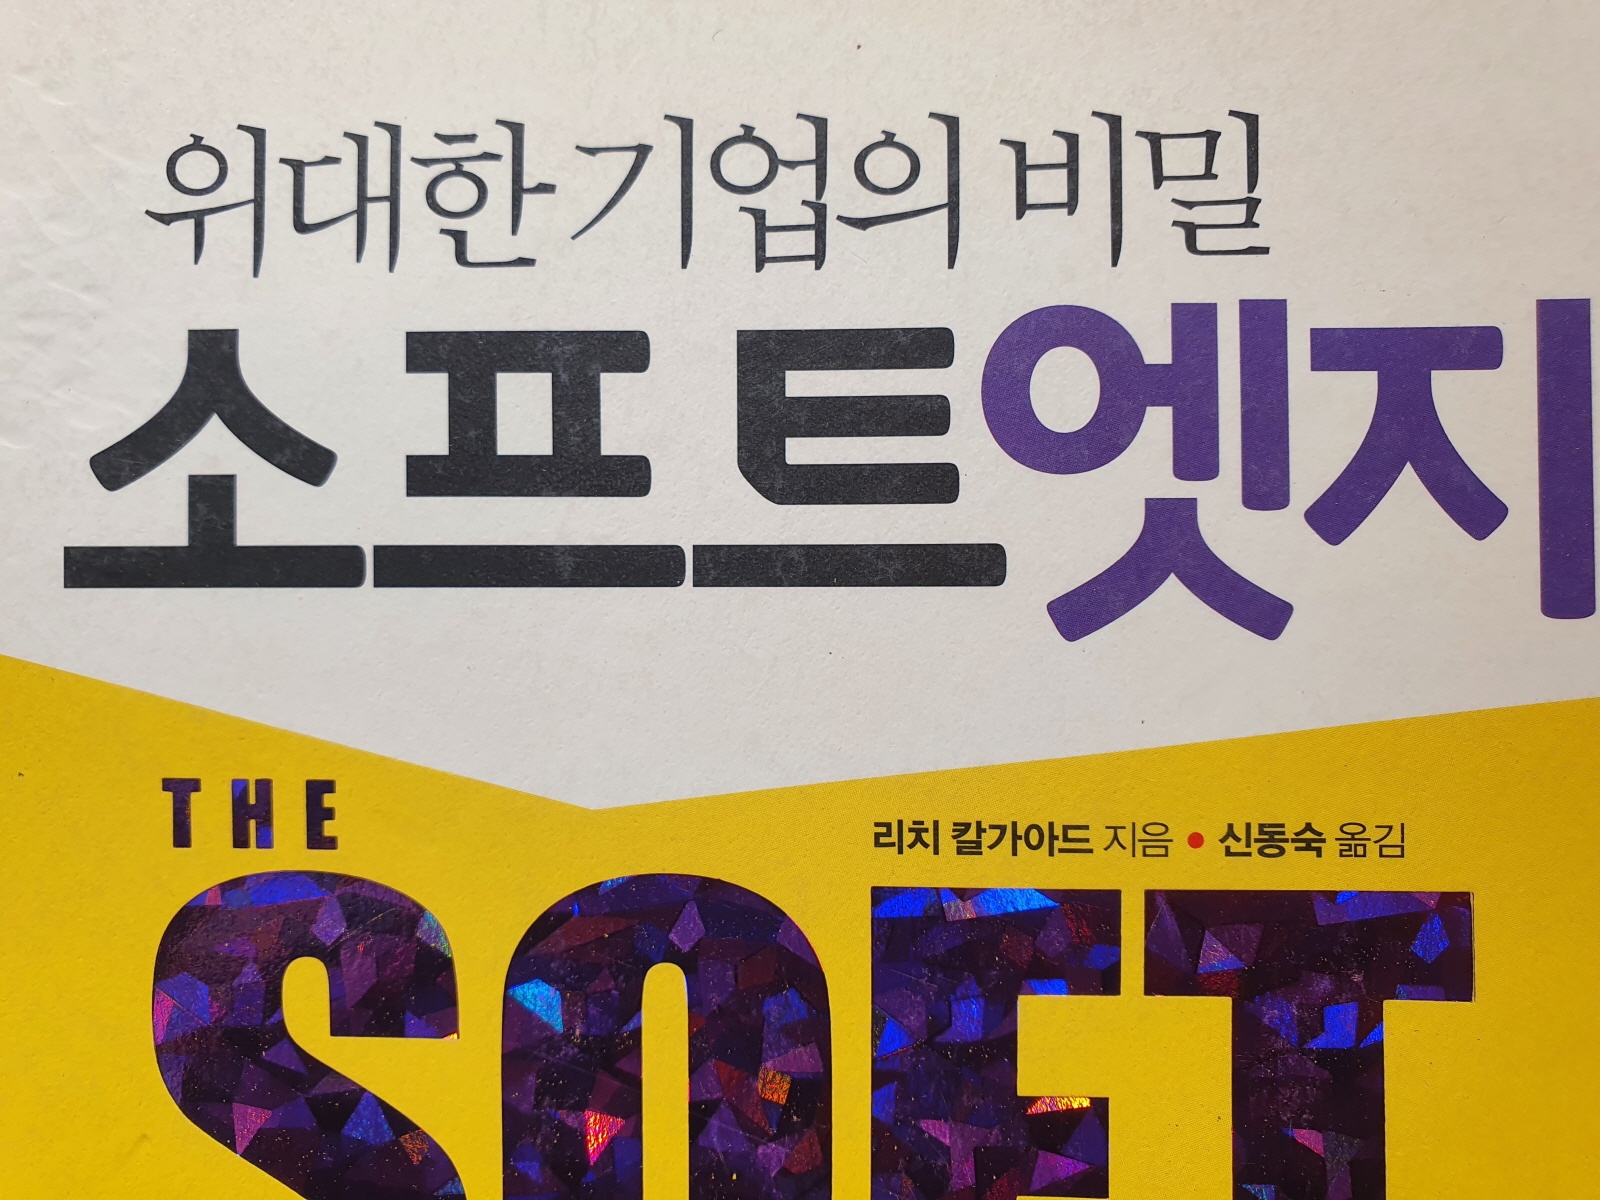 위대한 기업의 비밀
소프트엣지
THE
리치 칼가아드 지음 • 신동숙 옮김
SOFT